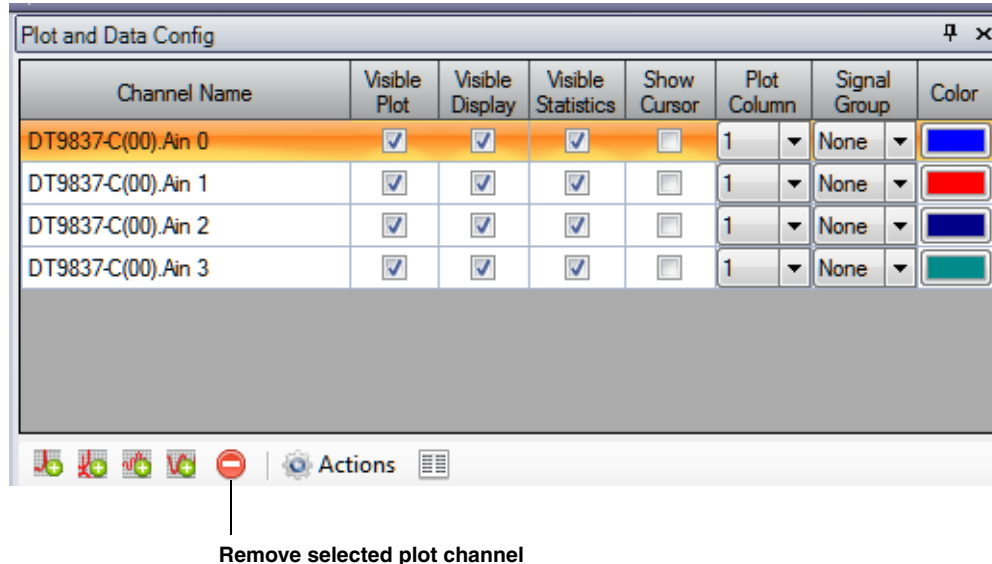 Plot and Data Config
Channel Name Visible Plot Visible Display Visible Statistics Show Cursor Plot Column Signal Group Color
DT9837-C(00).Ain 0 1 None
DT9837-C(00).Ain 1 1 None
DT9837-C(00).Ain 2 1 None
DT9837-C(00).Ain 3 1 None
Actions
Remove selected plot channel